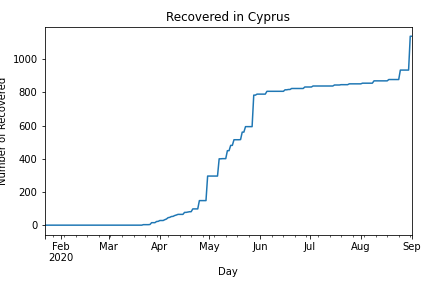 Recovered in Cyprus
Number of Recovered
1000
800
600
400
200
0
Feb
2020
Mar
Apr
May
Jun
Jul
Aug
Sep
Day